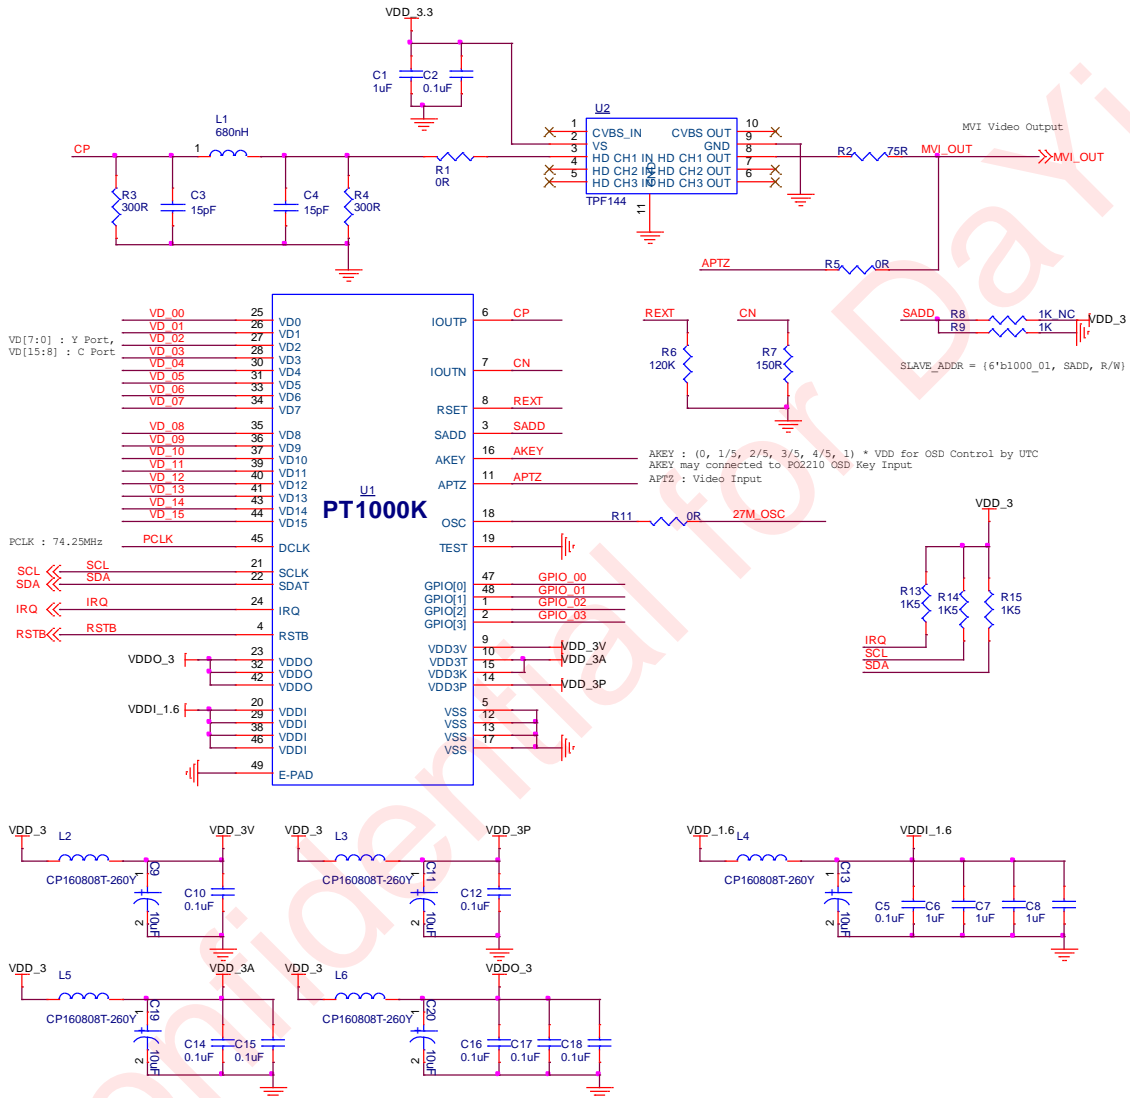 VDD_3.3
C1
1uF
C2
0.1uF
L1
680nH
1
CP
R3
300R
C3
15pF
C4
15pF
R4
300R
R1
0R
U2
1 CVBS_IN CVBS OUT 10
2 VS GND 9
3 HD CH1 IN HD CH1 OUT 8
4 HD CH2 IN HD CH2 OUT 7
5 HD CH3 IN HD CH3 OUT 6
GND
11
TPF144
R2 75R
MVI Video Output
MVI_OUT
MVI_OUT
APTZ R5 0R
VD[7:0] : Y Port,
VD[15:8] : C Port
VD_00 25 VD0
VD_01 26 VD1
VD_02 27 VD2
VD_03 28 VD3
VD_04 30 VD4
VD_05 31 VD5
VD_06 33 VD6
VD_07 34 VD7
VD_08 35 VD8
VD_09 36 VD9
VD_10 37 VD10
VD_11 39 VD11
VD_12 40 VD12
VD_13 41 VD13
VD_14 43 VD14
VD_15 44 VD15
PCLK : 74.25MHz
PCLK 45 DCLK
SCL SCL 21 SCLK
SDA SDA 22 SDAT
IRQ IRQ 24 IRQ
RSTB RSTB 4 RSTB
VDDO_3 23 VDDO
32 VDDO
42 VDDO
VDDI_1.6 20 VDDI
29 VDDI
38 VDDI
46 VDDI
49 E-PAD
U1
PT1000K
IOUTP 6 CP
IOUTN 7 CN
RSET 8 REXT
SADD 3 SADD
AKEY 16 AKEY
APTZ 11 APTZ
OSC 18 R11 0R 27M_OSC
TEST 19
GPIO[0] 47 GPIO_00
GPIO[1] 48 GPIO_01
GPIO[2] 1 GPIO_02
GPIO[3] 2 GPIO_03
VDD3V 9 VDD_3V
VDD3T 10 VDD_3A
VDD3K 15
VDD3P 14 VDD_3P
VSS 5
VSS 12
VSS 13
VSS 17
REXT
R6
120K
CN
R7
150R
SADD R8 1K_NC VDD_3
R9 1K
SLAVE_ADDR = {6'b1000_01, SADD, R/W}
AKEY : (0, 1/5, 2/5, 3/5, 4/5, 1) * VDD for OSD Control by UTC
AKEY may connected to PO2210 OSD Key Input
APTZ : Video Input
VDD_3
R13
1K5
R14
1K5
R15
1K5
IRQ
SCL
SDA
VDD_3 L2 VDD_3V
CP160808T-260Y
1 C9
2 10uF
C10
0.1uF
VDD_3 L3 VDD_3P
CP160808T-260Y
1 C11
2 10uF
C12
0.1uF
VDD_1.6 L4 VDDI_1.6
CP160808T-260Y
1 C13
2 10uF
C5
0.1uF
C6
1uF
C7
1uF
C8
1uF
VDD_3 L5 VDD_3A
CP160808T-260Y
1 C19
2 10uF
C14
0.1uF
C15
0.1uF
VDD_3 L6 VDDO_3
CP160808T-260Y
1 C20
2 10uF
C16
0.1uF
C17
0.1uF
C18
0.1uF
onfidential for Da Yi